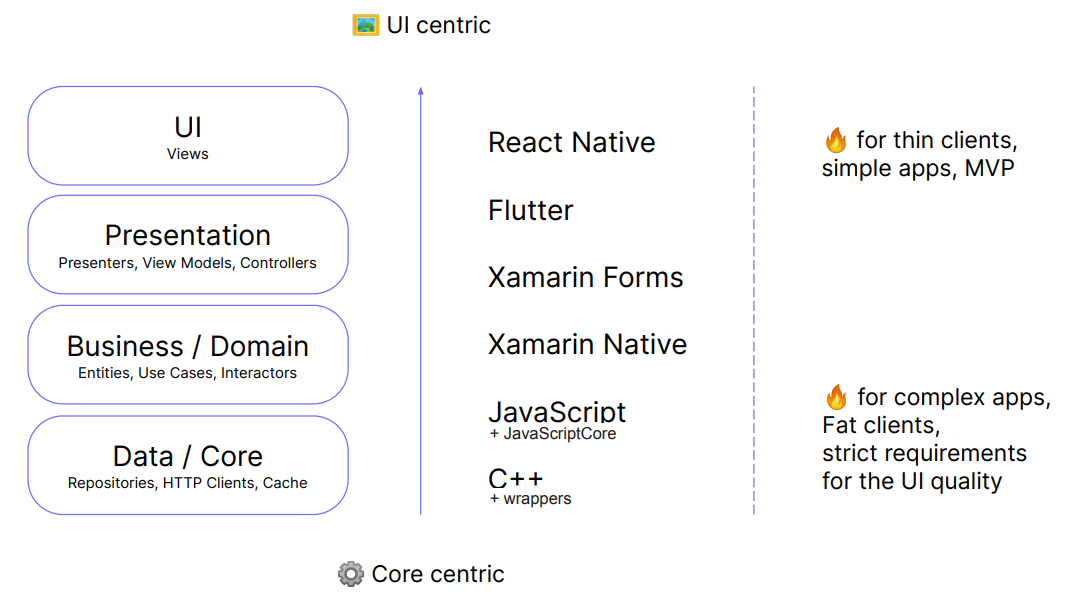 🖼️ UI centric
UI
Views
Presentation
Presenters, View Models, Controllers
Business / Domain
Entities, Use Cases, Interactors
Data / Core
Repositories, HTTP Clients, Cache
React Native
Flutter
Xamarin Forms
Xamarin Native
JavaScript
+ JavaScriptCore
C++
+ wrappers
🔥 for thin clients,
simple apps, MVP
🔥 for complex apps,
Fat clients,
strict requirements
for the UI quality
⚙️ Core centric